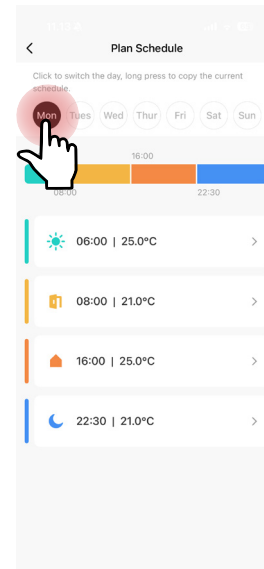 Plan Schedule
Click to switch the day, long press to copy the current
schedule.
Mon Tues Wed Thur Fri Sat Sun
16:00
08:00 22:30
06:00 | 25.0°C
08:00 | 21.0°C
16:00 | 25.0°C
22:30 | 21.0°C